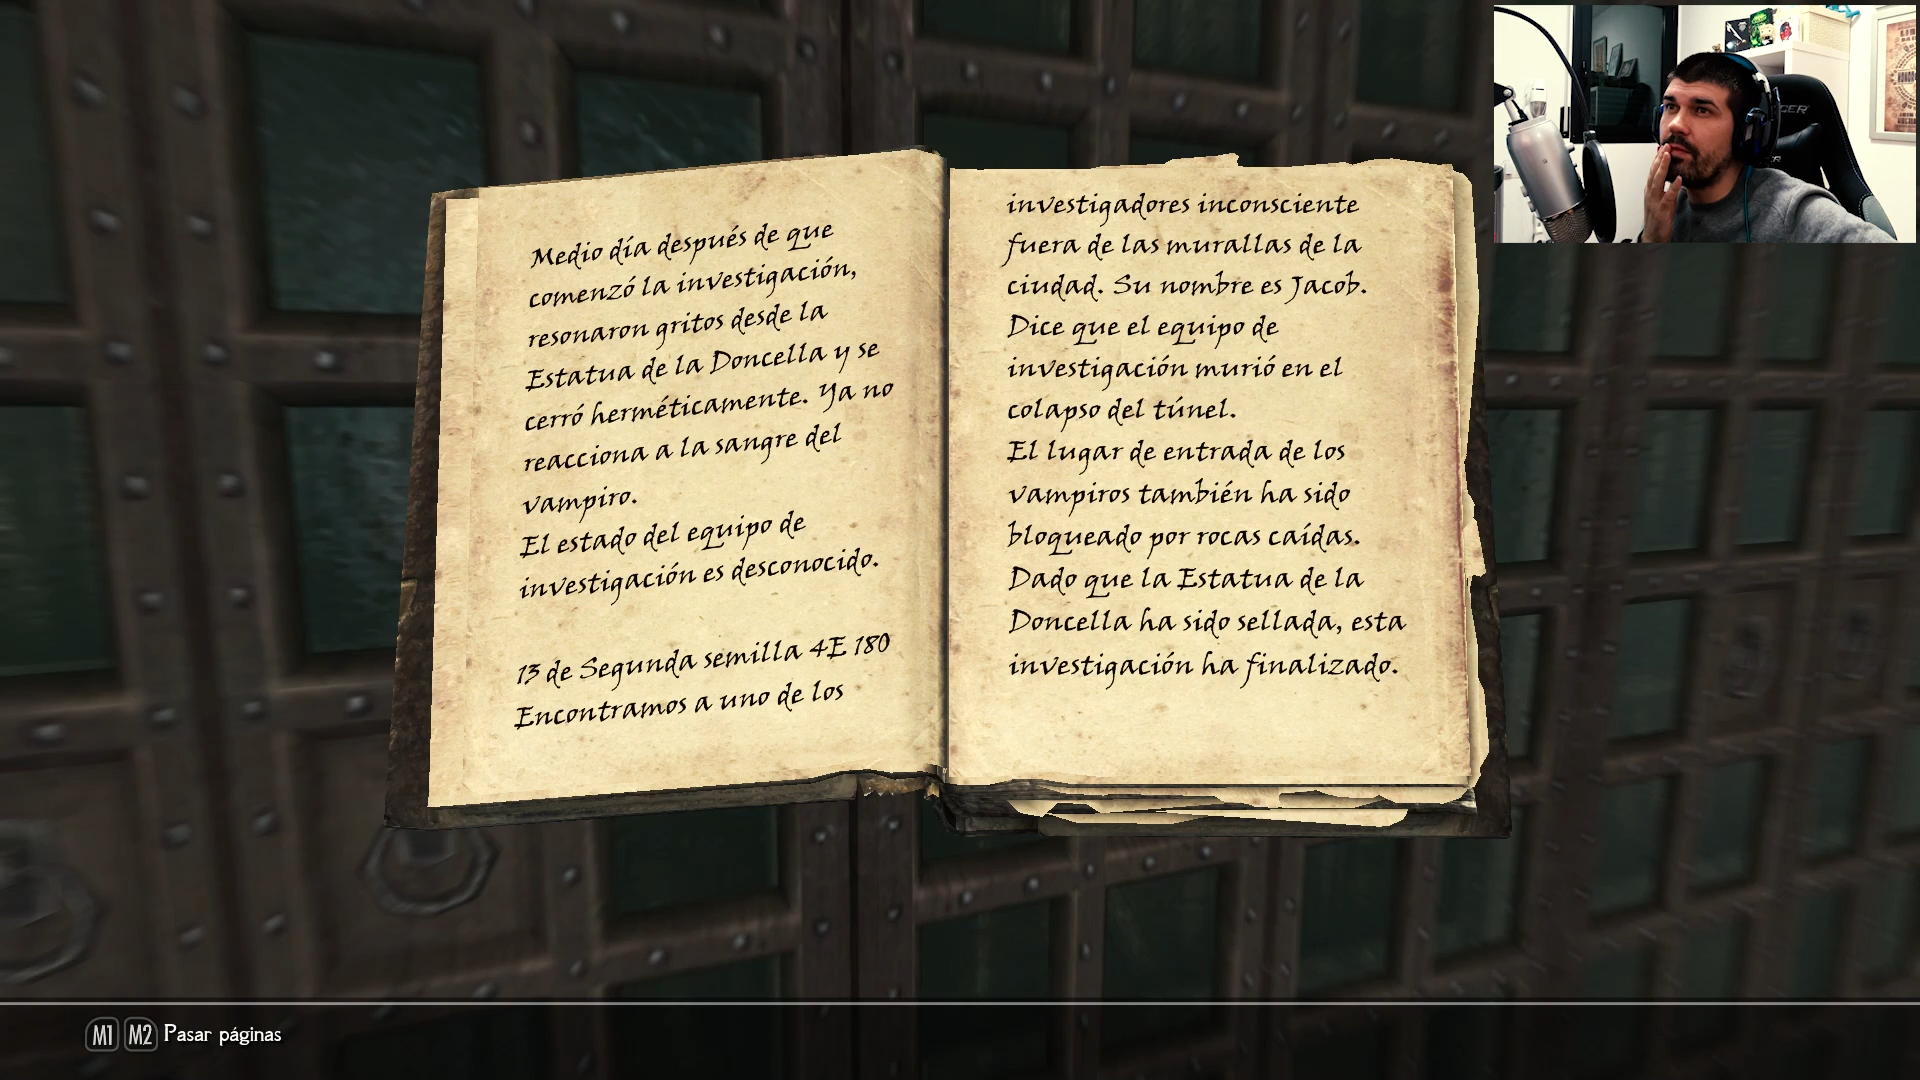 Medio día después de que
comenzó la investigación,
resonaron gritos desde la
Estatua de la Doncella y se
cerró herméticamente. Ya no
reacciona a la sangre del
vampiro.
El estado del equipo de
investigación es desconocido.
13 de Segunda semilla 4E 180
Encontramos a uno de los
investigadores inconsciente
fuera de las murallas de la
ciudad. Su nombre es Jacob.
Dice que el equipo de
investigación murió en el
colapso del túnel.
El lugar de entrada de los
vampiros también ha sido
bloqueado por rocas caídas.
Dado que la Estatua de la
Doncella ha sido sellada, esta
investigación ha finalizado.
M1 M2 Pasar páginas